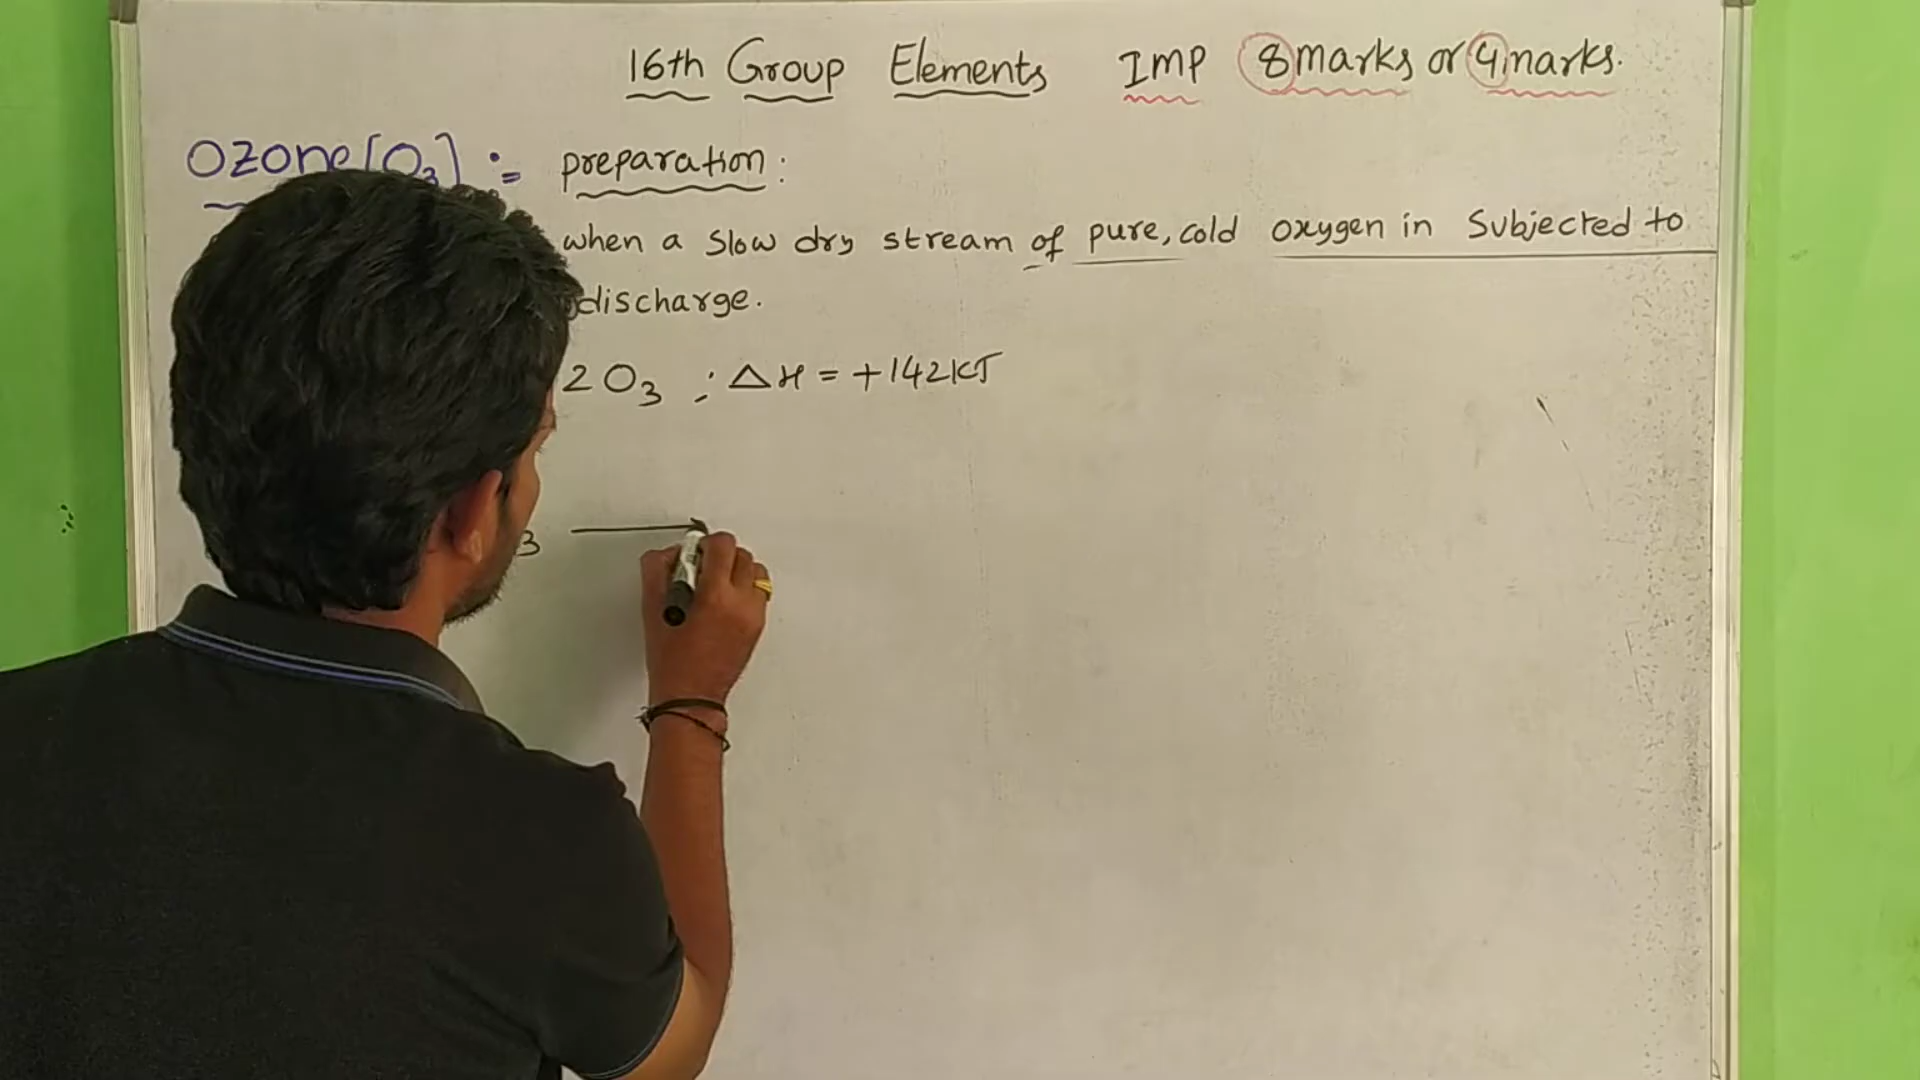 16th Group Elements IMP 8marks or 4marks.
Ozone[O3] := preparation:
when a slow dry stream of pure, cold oxygen in Subjected to
discharge.
2O3 ; ΔH = +142KJ
3 →